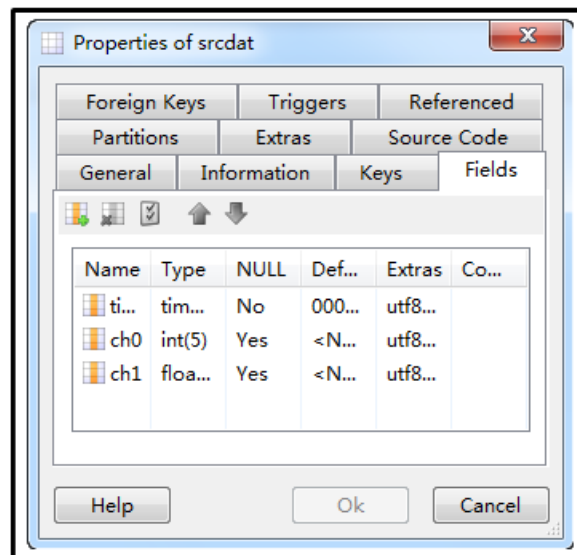 Properties of srcdat
Foreign Keys Triggers Referenced
Partitions Extras Source Code
General Information Keys Fields
Name Type NULL Def... Extras Co...
ti... tim... No 000... utf8...
ch0 int(5) Yes <N... utf8...
ch1 floa... Yes <N... utf8...
Help Ok Cancel